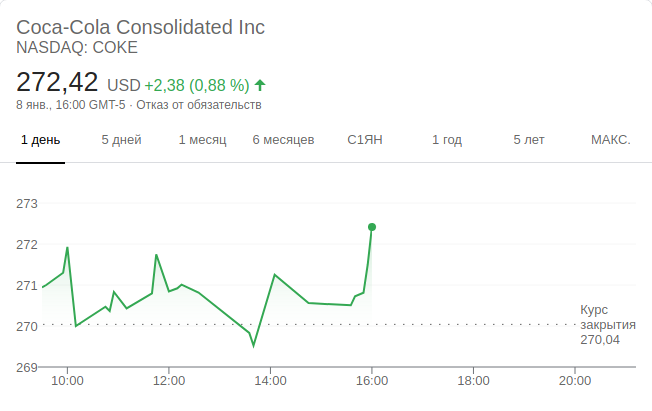 Coca-Cola Consolidated Inc
NASDAQ: COKE
272,42 USD +2,38 (0,88 %) ↑
8 янв., 16:00 GMT-5 · Отказ от обязательств
1 день 5 дней 1 месяц 6 месяцев С1ЯН 1 год 5 лет МАКС.
273
272
271
270
269
Курс
закрытия
270,04
10:00 12:00 14:00 16:00 18:00 20:00